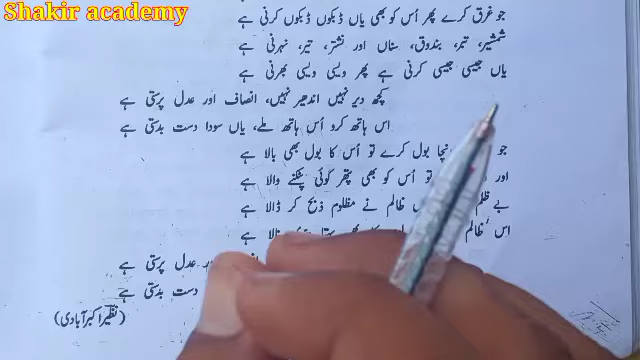 Shakir academy
جو غرق کرے پھر اُس کو بھی یاں ڈبکوں ڈبکوں کرنی ہے
شمشیر، تیر، بندوق، سناں اور نشتر، تیر، نہرنی ہے
یاں جیسی جیسی کرنی ہے پھر ویسی ویسی بھرنی ہے
کچھ دیر نہیں اندھیر نہیں، انصاف اور عدل پرستی ہے
اس ہاتھ کرو اُس ہاتھ ملے، یاں سودا دست بدستی ہے
جو بول کرے تو اُس کا بول بھی بالا ہے
اور تو اُس کو بھی پتھر کوئی پٹکنے والا ہے
بے ظلم ظالم نے مظلوم ذبح کر ڈالا ہے
اس ظالم ہے
عدل پرستی ہے
دست بدستی ہے
(نظیرؔ اکبرآبادی)